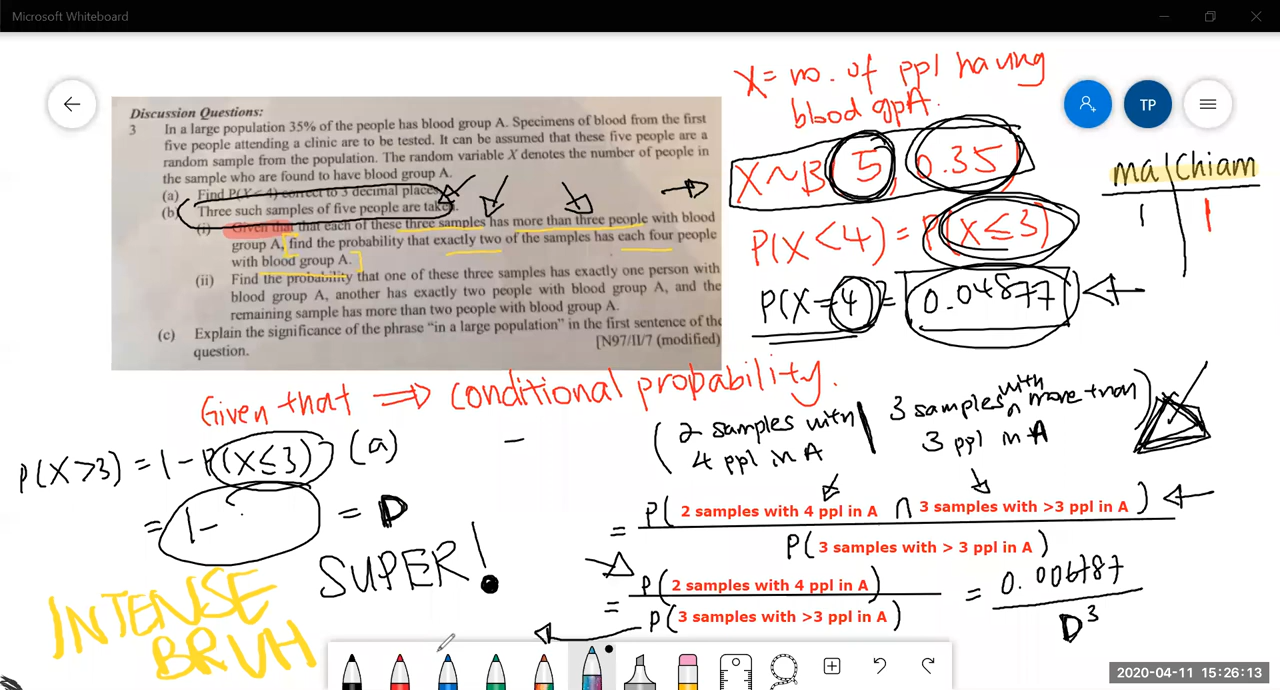 Microsoft Whiteboard
Discussion Questions:
3 In a large population 35% of the people has blood group A. Specimens of blood from the first
five people attending a clinic are to be tested. It can be assumed that these five people are a
random sample from the population. The random variable X denotes the number of people in
the sample who are found to have blood group A.
(a) Find P(X < 4) correct to 3 decimal places.
(b) Three such samples of five people are taken.
(i) Given that that each of these three samples has more than three people with blood
group A, find the probability that exactly two of the samples has each four people
with blood group A.
(ii) Find the probability that one of these three samples has exactly one person with
blood group A, another has exactly two people with blood group A, and the
remaining sample has more than two people with blood group A.
(c) Explain the significance of the phrase “in a large population” in the first sentence of the
question.
[N97/II/7 (modified)
X = no. of ppl having
blood gpA.
X~B(5, 0.35)
P(X<4) = P(X≤3)
P(X=4) = 0.04877
TP
ma Chiam
1 1
Given that ⇒ conditional probability.
P(X>3) = 1-P(X≤3) (a)
= 1- ? = D
SUPER!
INTENSE
BRUH
(2 samples with
4 ppl in A
| 3 samples with more than
3 ppl in A)
= P(2 samples with 4 ppl in A ∩ 3 samples with >3 ppl in A)
P(3 samples with > 3 ppl in A)
= P(2 samples with 4 ppl in A)
P(3 samples with >3 ppl in A)
= 0.006787
D³
2020-04-11 15:26:13